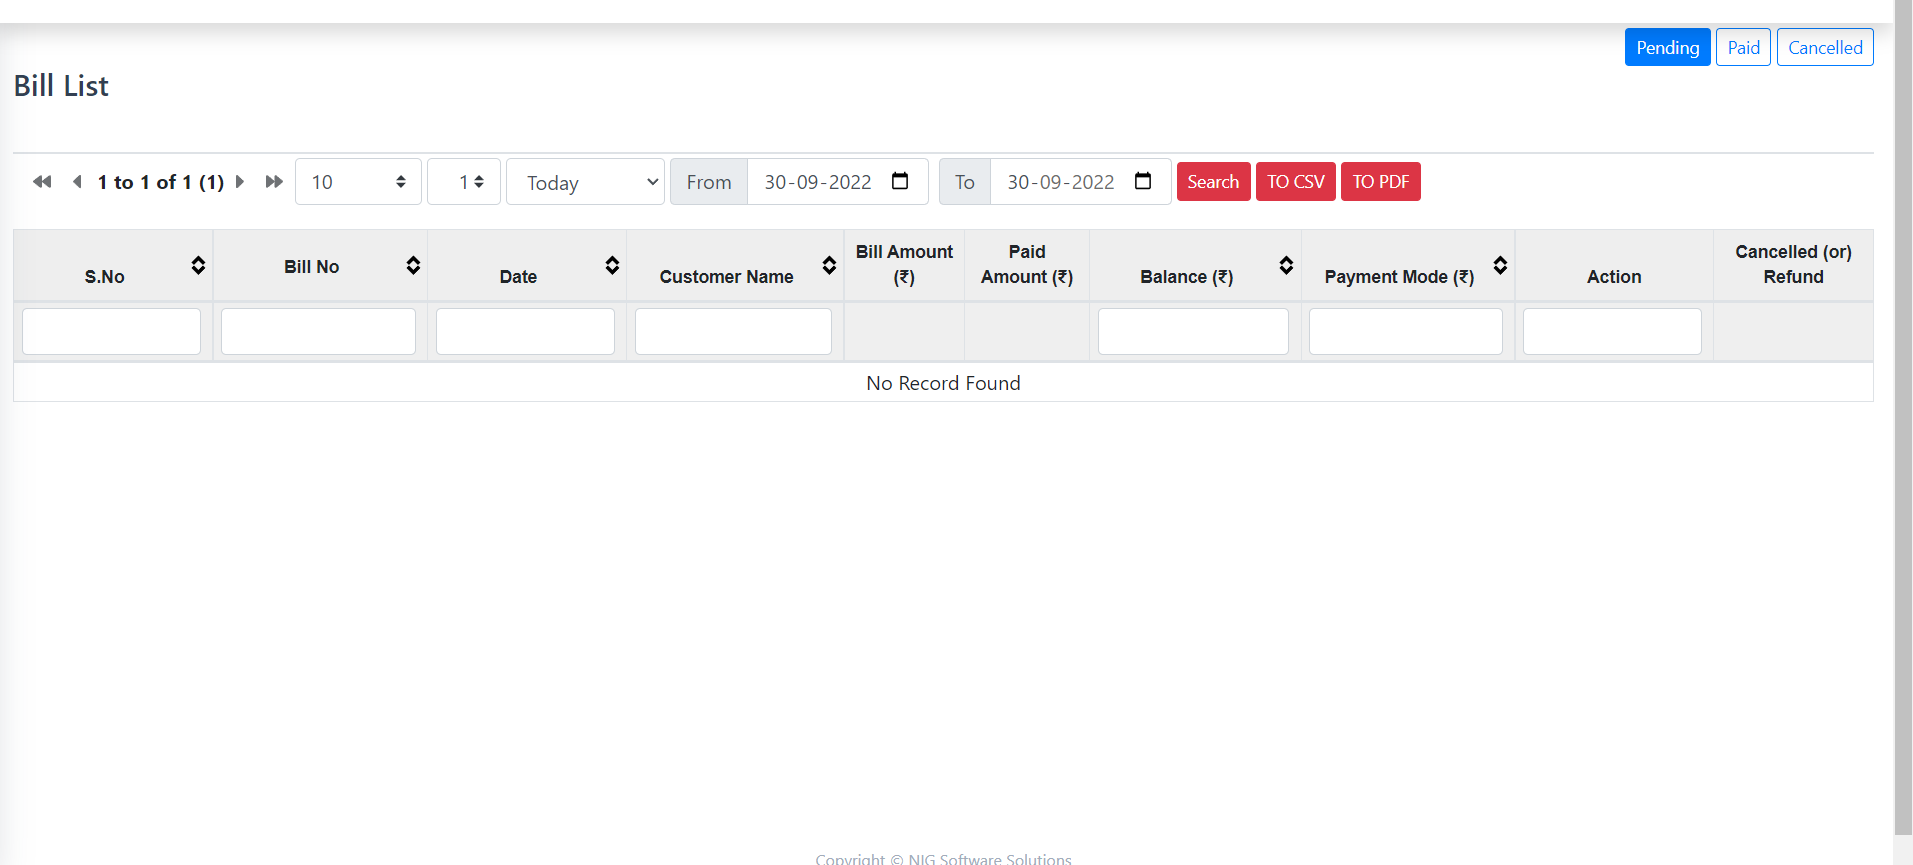 Pending Paid Cancelled
Bill List
1 to 1 of 1 (1) 10 1 Today From 30-09-2022 To 30-09-2022 Search TO CSV TO PDF
S.No Bill No Date Customer Name Bill Amount (₹) Paid Amount (₹) Balance (₹) Payment Mode (₹) Action Cancelled (or) Refund
No Record Found
Copyright © NIG Software Solutions